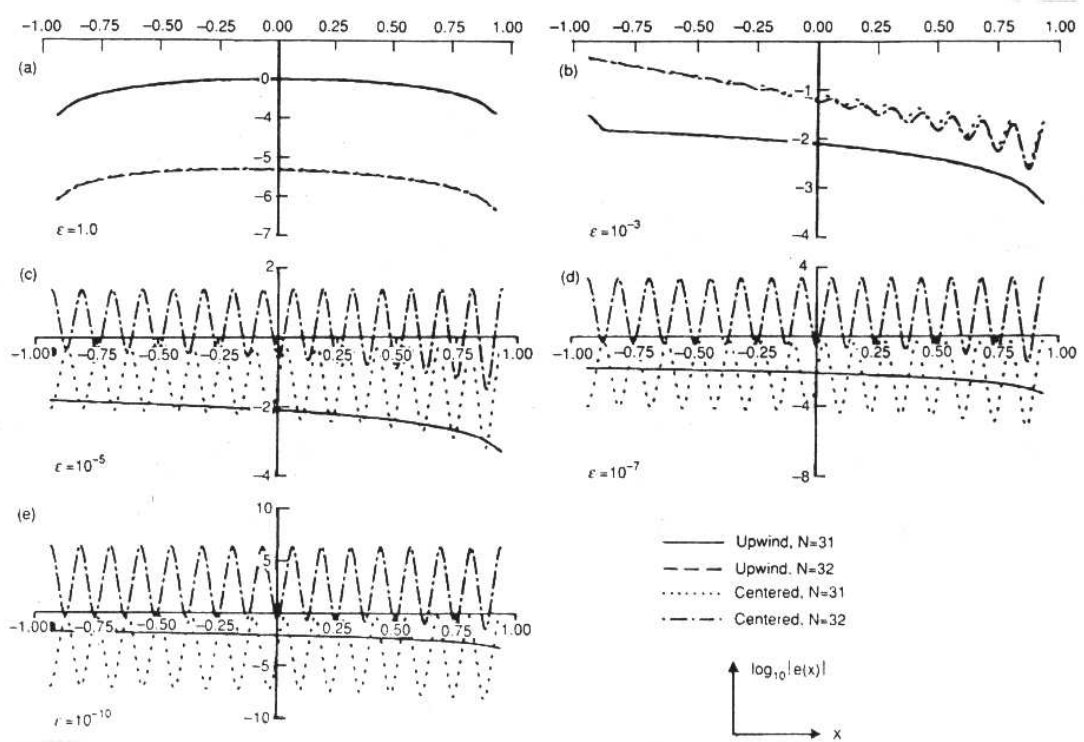 -1.00 -0.75 -0.50 -0.25 0.00 0.25 0.50 0.75 1.00
(a)
0
-4
-5
-6
-7
ε=1.0
-1.00 -0.75 -0.50 -0.25 0.00 0.25 0.50 0.75 1.00
(b)
-1
-2
-3
-4
ε=10⁻³
(c)
2
-1.00 -0.75 -0.50 -0.25 0.25 0.50 0.75 1.00
-2
-4
ε=10⁻⁵
(d)
4
-1.00 -0.75 -0.50 -0.25 0.25 0.50 0.75 1.00
-4
-8
ε=10⁻⁷
(e)
10
5
-1.00 -0.75 -0.50 -0.25 0.25 0.50 0.75 1.00
-5
-10
=10⁻¹⁰
Upwind, N=31
Upwind. N=32
Centered, N=31
Centered, N=32
log₁₀|e(x)|
x